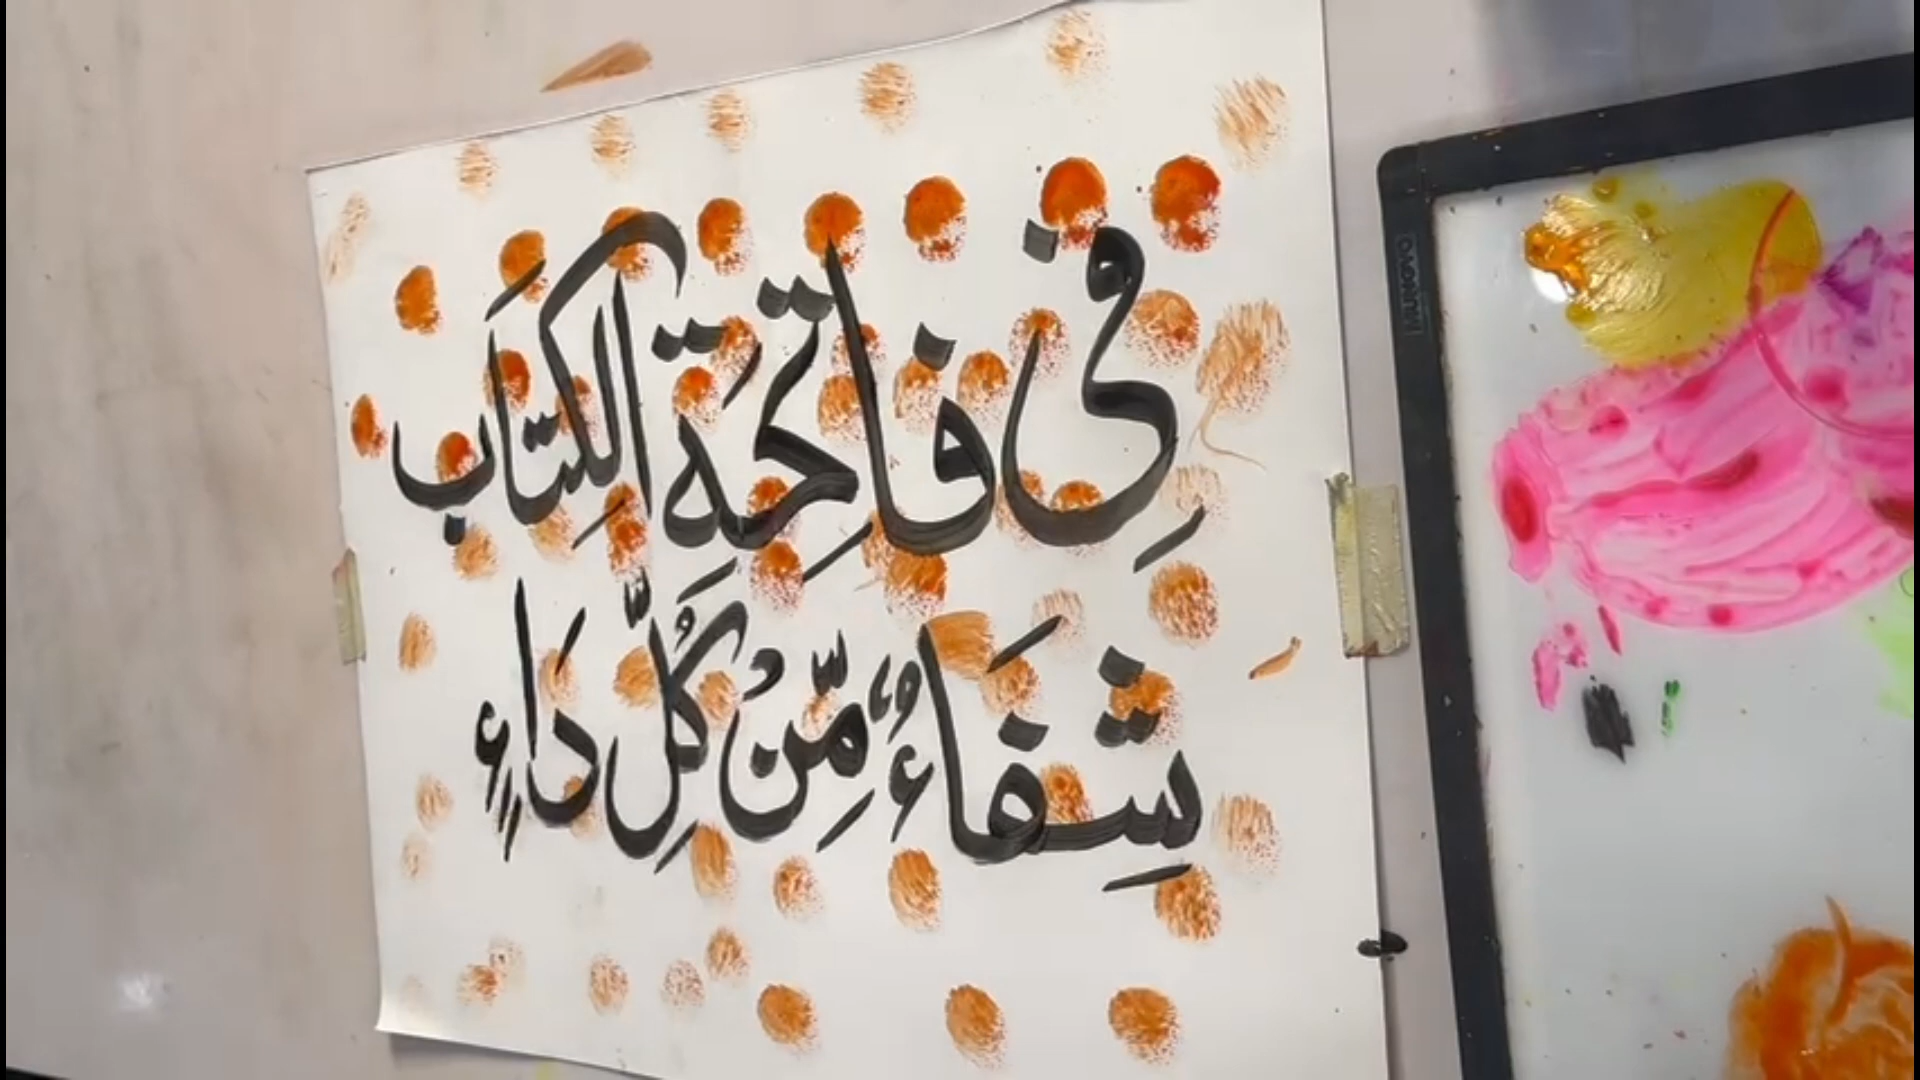 فِي فَاتِحَةِ الكِتَابِ
شِفَاءٌ مِّنْ كُلِّ دَاءٍ